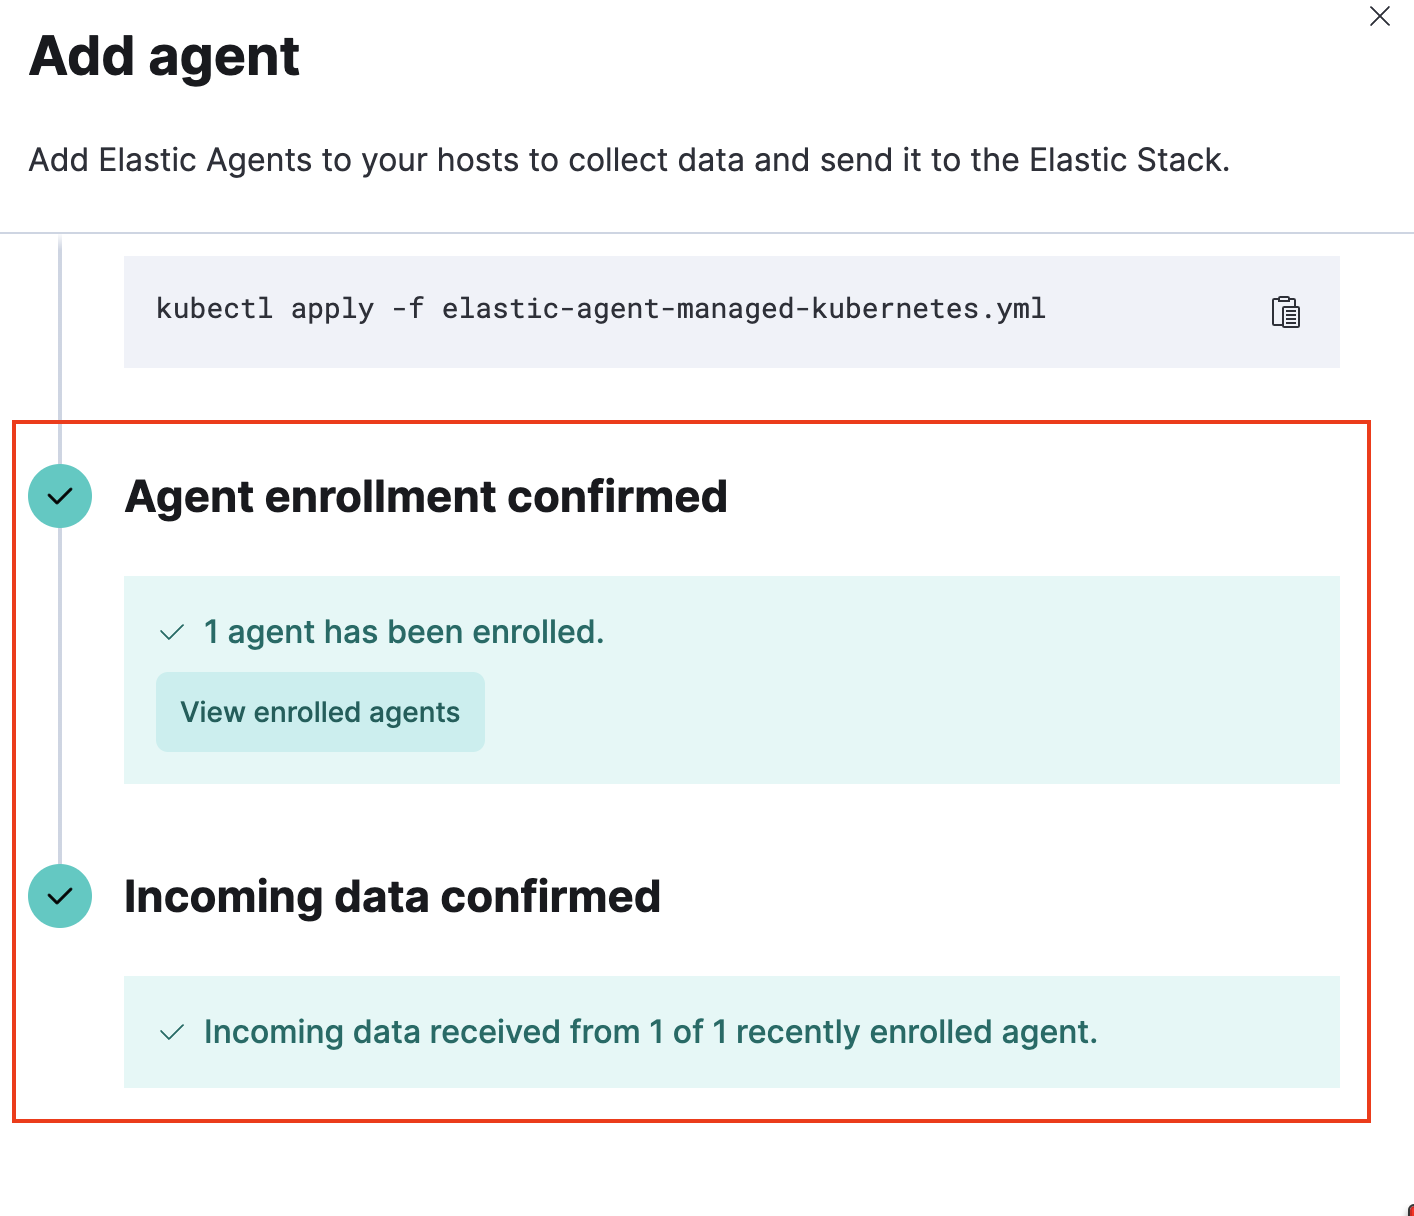 Add agent
Add Elastic Agents to your hosts to collect data and send it to the Elastic Stack.
kubectl apply -f elastic-agent-managed-kubernetes.yml
Agent enrollment confirmed
1 agent has been enrolled.
View enrolled agents
Incoming data confirmed
Incoming data received from 1 of 1 recently enrolled agent.